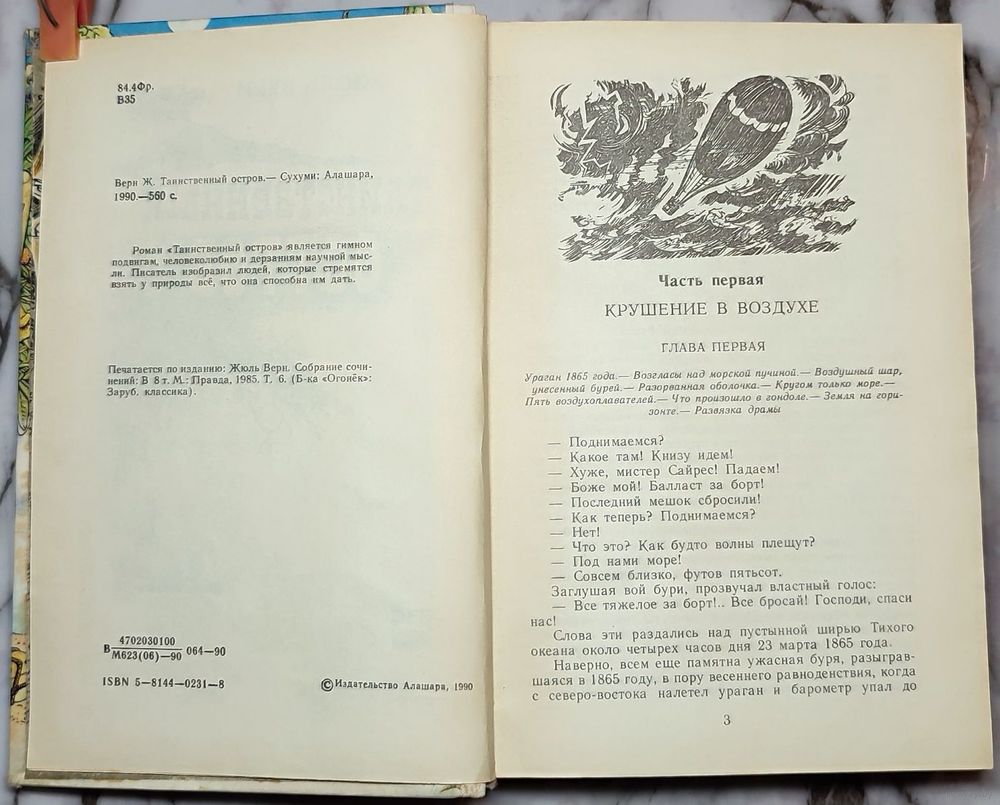 84.4Фр.
В35
Верн Ж. Таинственный остров.— Сухуми: Алашара,
1990.—560 с.
Роман «Таинственный остров» является гимном
подвигам, человеколюбию и дерзаниям научной мыс-
ли. Писатель изобразил людей, которые стремятся
взять у природы всё, что она способна им дать.
Печатается по изданию: Жюль Верн. Собрание сочи-
нений: В 8 т. М.: Правда, 1985. Т. 6. (Б-ка «Огонёк»:
Заруб. классика).
В 4702030100 064—90
М623(06)—90
ISBN 5—8144—0231—8
©Издательство Алашара, 1990
Часть первая
КРУШЕНИЕ В ВОЗДУХЕ
ГЛАВА ПЕРВАЯ
Ураган 1865 года.— Возгласы над морской пучиной.— Воздушный шар,
унесенный бурей.— Разорванная оболочка.— Кругом только море.—
Пять воздухоплавателей.— Что произошло в гондоле.— Земля на гори-
зонте.— Развязка драмы
— Поднимаемся?
— Какое там! Книзу идем!
— Хуже, мистер Сайрес! Падаем!
— Боже мой! Балласт за борт!
— Последний мешок сбросили!
— Как теперь? Поднимаемся?
— Нет!
— Что это? Как будто волны плещут?
— Под нами море!
— Совсем близко, футов пятьсот.
Заглушая вой бури, прозвучал властный голос:
— Все тяжелое за борт!.. Все бросай! Господи, спаси
нас!
Слова эти раздались над пустынной ширью Тихого
океана около четырех часов дня 23 марта 1865 года.
Наверно, всем еще памятна ужасная буря, разыграв-
шаяся в 1865 году, в пору весеннего равноденствия, когда
с северо-востока налетел ураган и барометр упал до
3